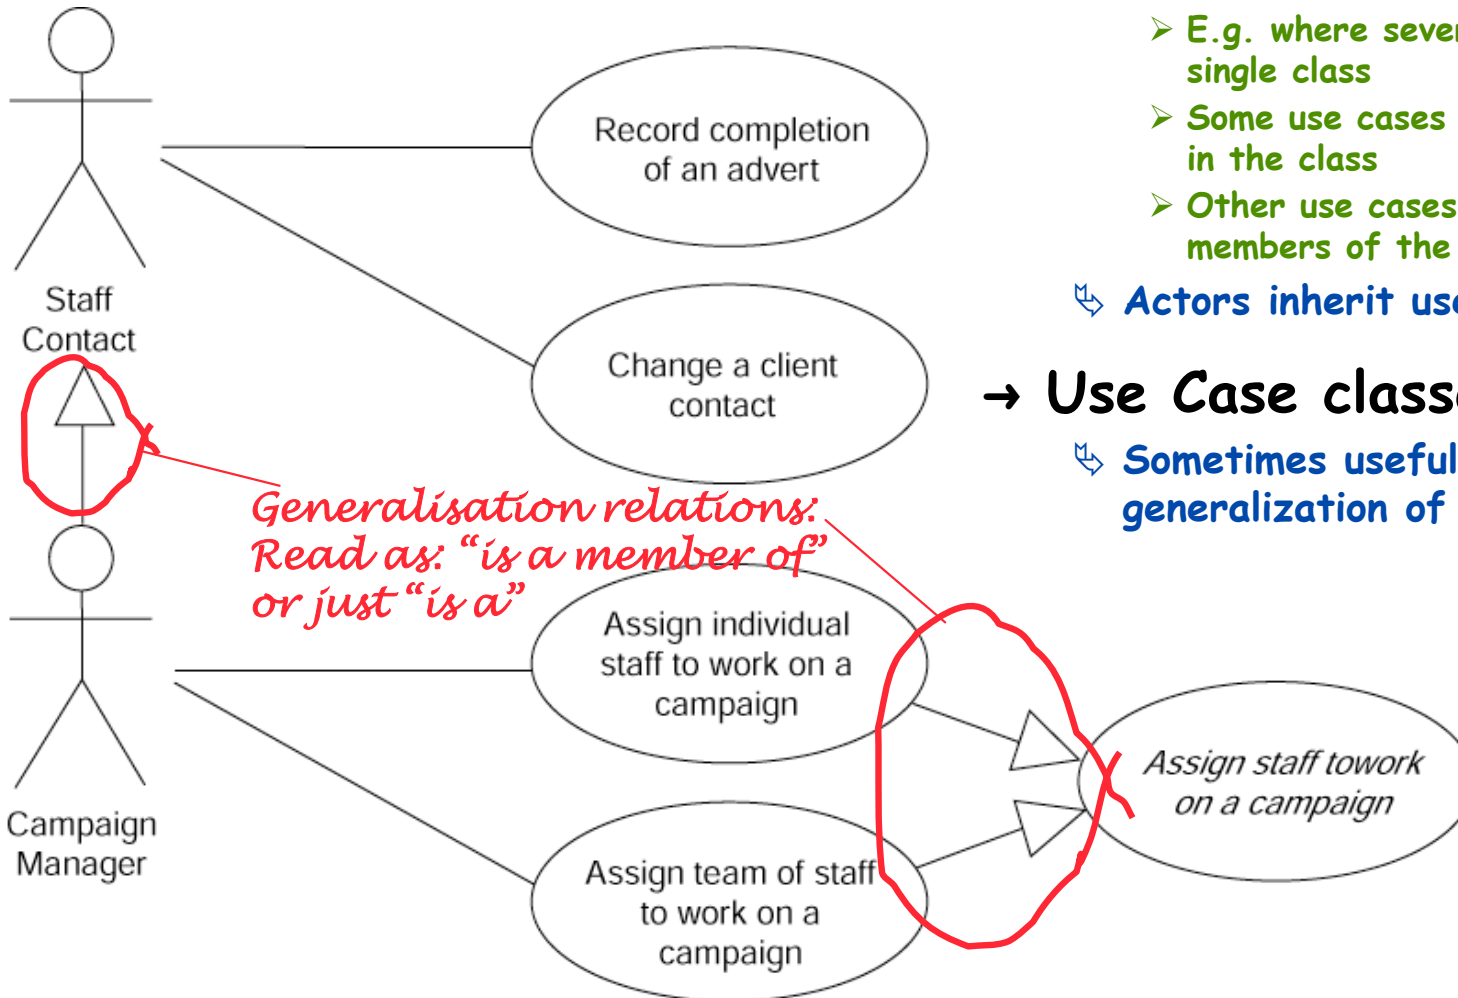 Record completion
of an advert
Staff
Contact
Change a client
contact
Generalisation relations:
Read as: “is a member of”
or just “is a”
Assign individual
staff to work on a
campaign
Campaign
Manager
Assign team of staff
to work on a
campaign
Assign staff towork
on a campaign
➢ E.g. where
single class
➢ Some use cases
in the class
➢ Other use cases
members of the
Actors inherit
→ Use Case
Sometimes useful
generalization of